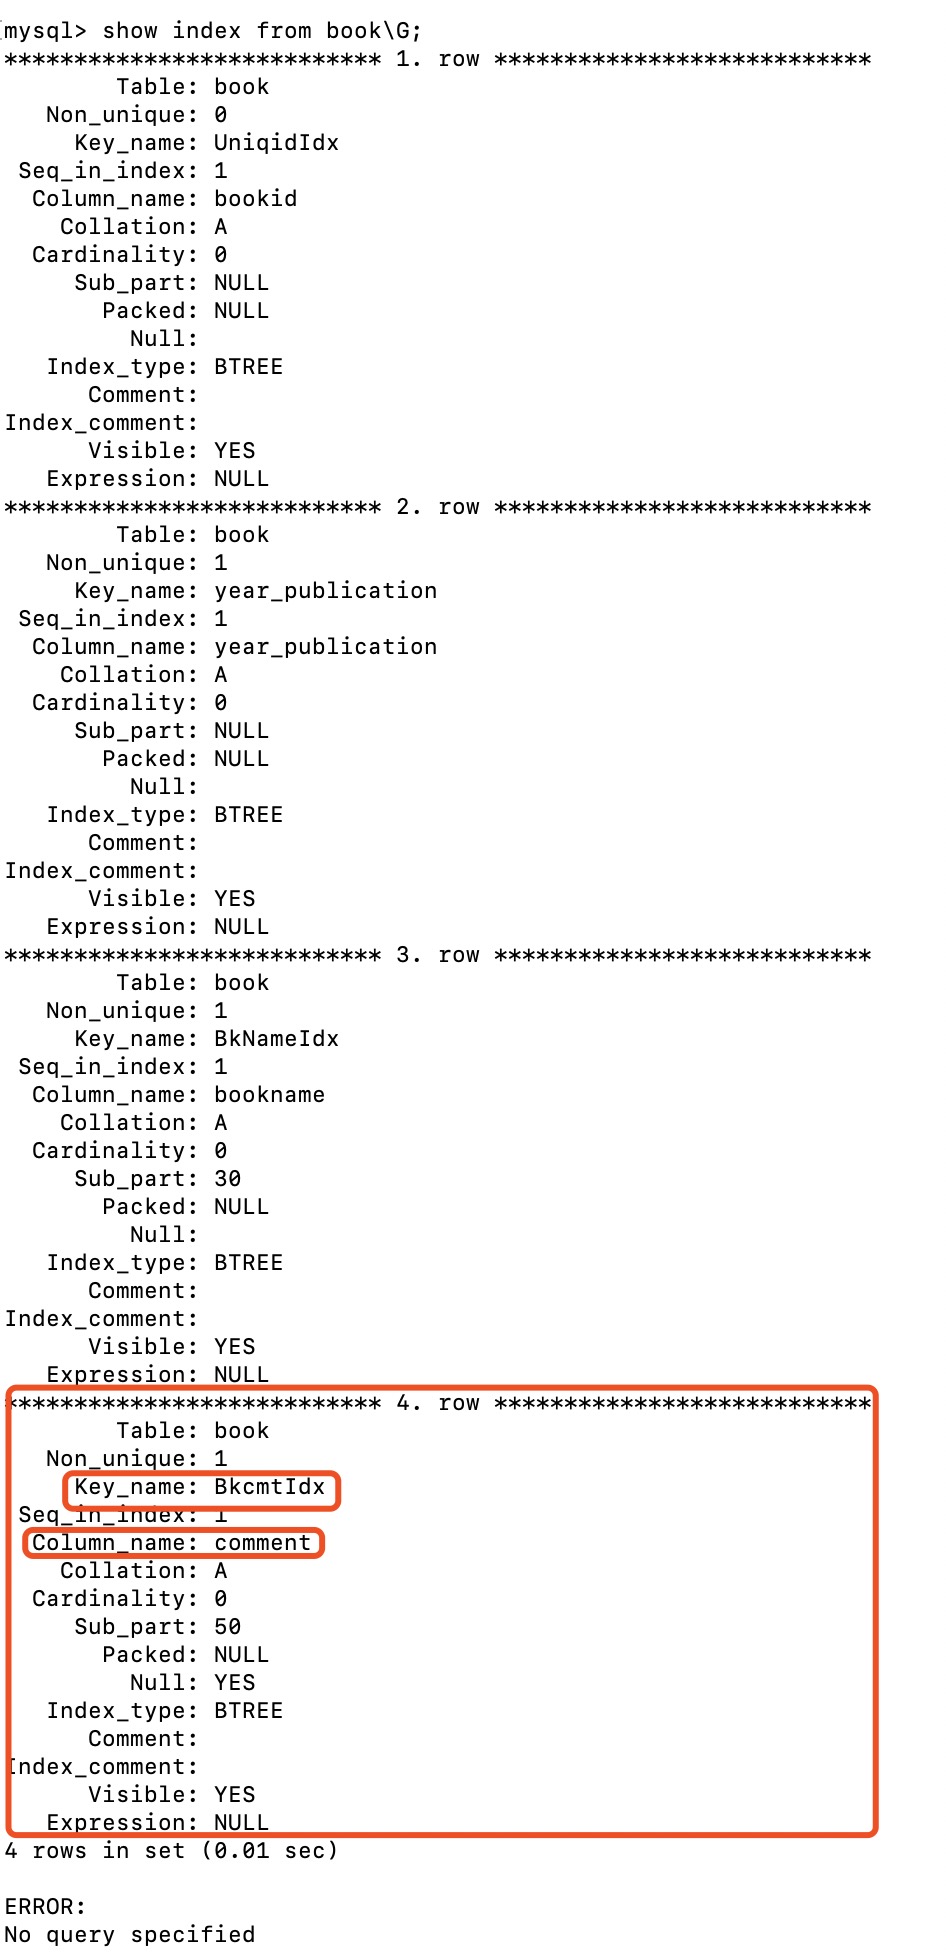 mysql> show index from book\G;
*************************** 1. row ***************************
Table: book
Non_unique: 0
Key_name: UniqidIdx
Seq_in_index: 1
Column_name: bookid
Collation: A
Cardinality: 0
Sub_part: NULL
Packed: NULL
Null:
Index_type: BTREE
Comment:
Index_comment:
Visible: YES
Expression: NULL
*************************** 2. row ***************************
Table: book
Non_unique: 1
Key_name: year_publication
Seq_in_index: 1
Column_name: year_publication
Collation: A
Cardinality: 0
Sub_part: NULL
Packed: NULL
Null:
Index_type: BTREE
Comment:
Index_comment:
Visible: YES
Expression: NULL
*************************** 3. row ***************************
Table: book
Non_unique: 1
Key_name: BkNameIdx
Seq_in_index: 1
Column_name: bookname
Collation: A
Cardinality: 0
Sub_part: 30
Packed: NULL
Null:
Index_type: BTREE
Comment:
Index_comment:
Visible: YES
Expression: NULL
*************************** 4. row ***************************
Table: book
Non_unique: 1
Key_name: BkcmtIdx
Seq_in_index: 1
Column_name: comment
Collation: A
Cardinality: 0
Sub_part: 50
Packed: NULL
Null: YES
Index_type: BTREE
Comment:
Index_comment:
Visible: YES
Expression: NULL
4 rows in set (0.01 sec)
ERROR:
No query specified